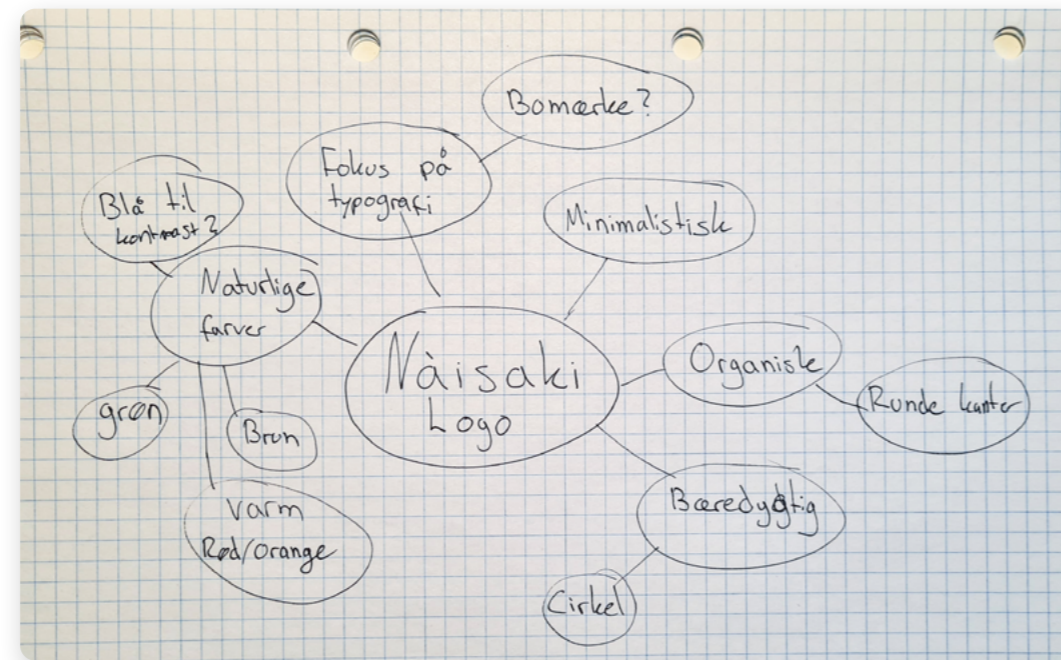 Bomærke?
Fokus på
typografi
Blå til
kontrast?
Minimalistisk
Naturlige
farver
Nàisaki
Logo
Organisk
Runde kanter
grøn
Brun
Bæredygtig
varm
Rød/Orange
Cirkel